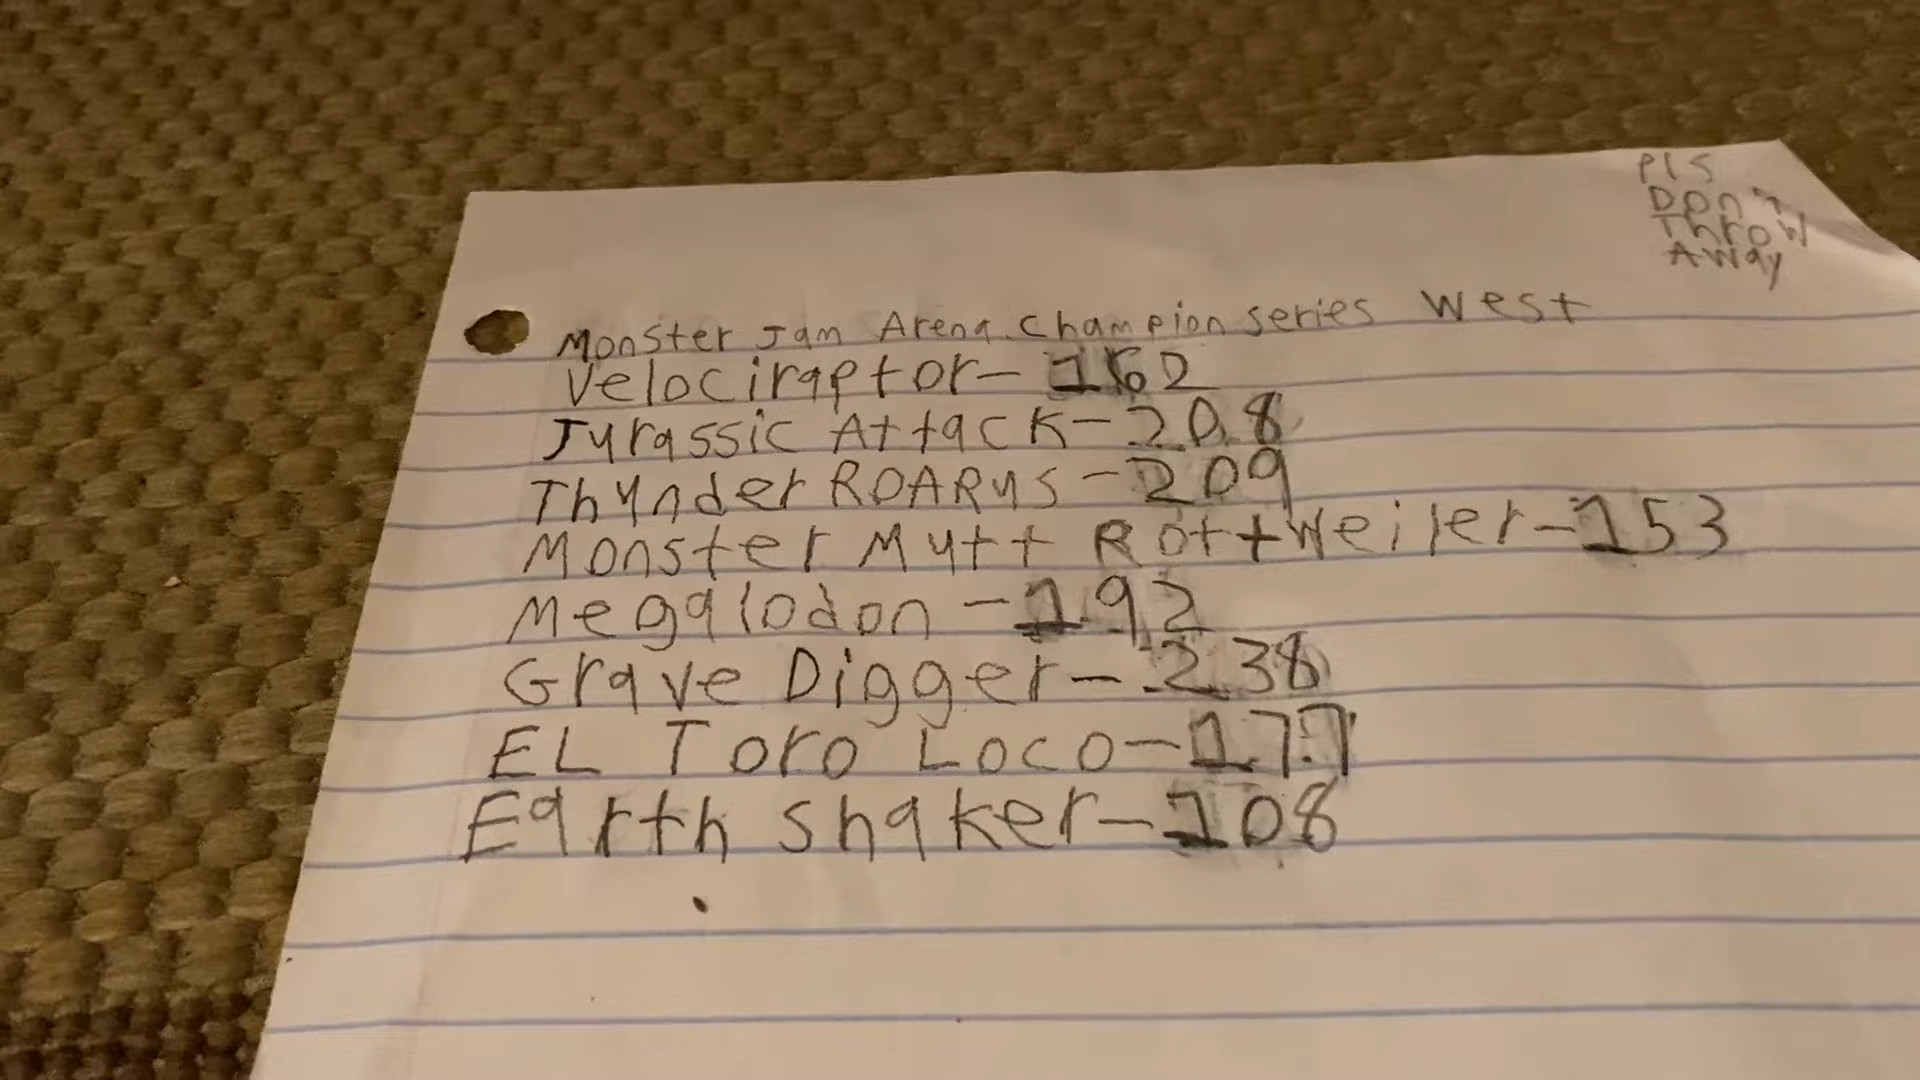 Pls
Don't
Throw
Away
Monster Jam Arena Champion series West
Velociraptor- 162
Jurassic Attack-208
Thunder ROARus-209
Monster Mutt Rottweiler-153
Megalodon-192
Grave Digger-238
EL Toro Loco-177
Earth shaker-108